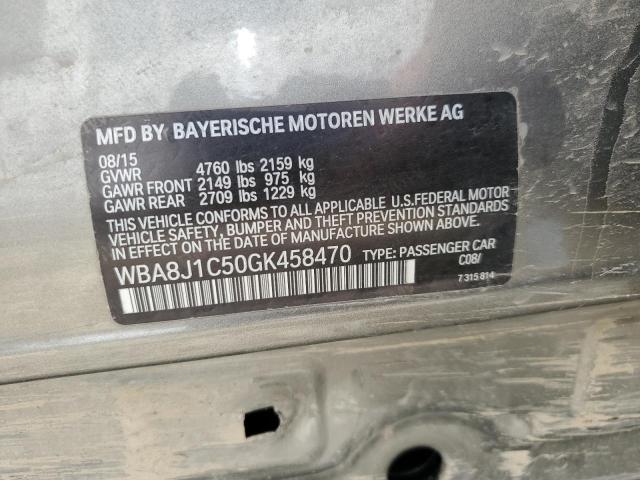 MFD BY BAYERISCHE MOTOREN WERKE AG
08/15
GVWR 4760 lbs 2159 kg
GAWR FRONT 2149 lbs 975 kg
GAWR REAR 2709 lbs 1229 kg
THIS VEHICLE CONFORMS TO ALL APPLICABLE U.S.FEDERAL MOTOR
VEHICLE SAFETY, BUMPER AND THEFT PREVENTION STANDARDS
IN EFFECT ON THE DATE OF MANUFACTURE SHOWN ABOVE.
WBA8J1C50GK458470 TYPE: PASSENGER CAR
C08/
7 315 814